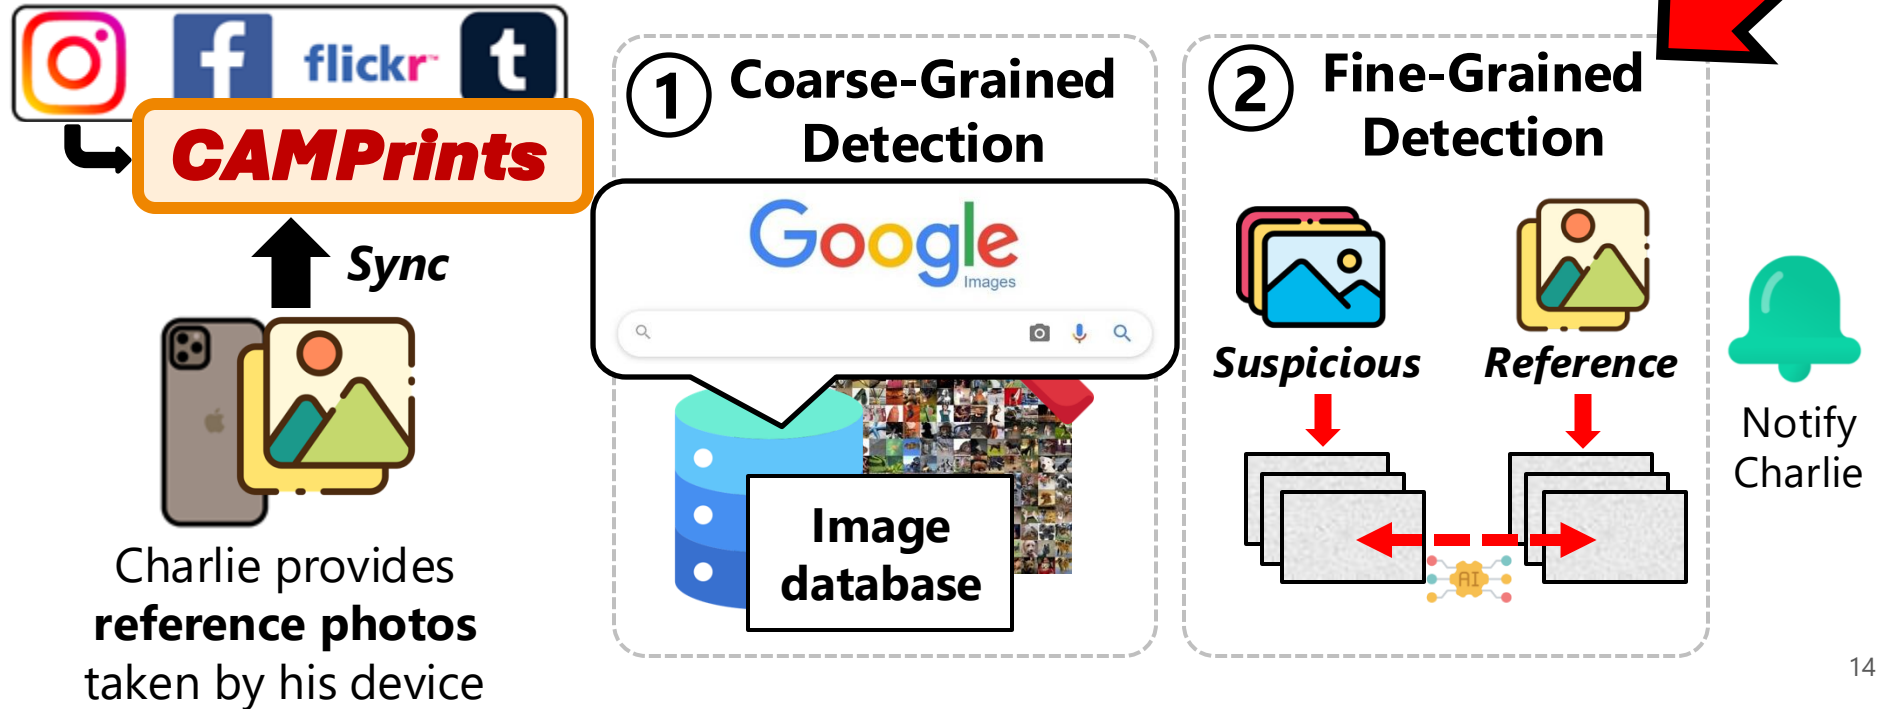 flickr
t
CAMPrints
Sync
Charlie provides
reference photos
taken by his device
1
Coarse-Grained
Detection
Google
Images
Image
database
2
Fine-Grained
Detection
Suspicious
Reference
AI
Notify
Charlie
14